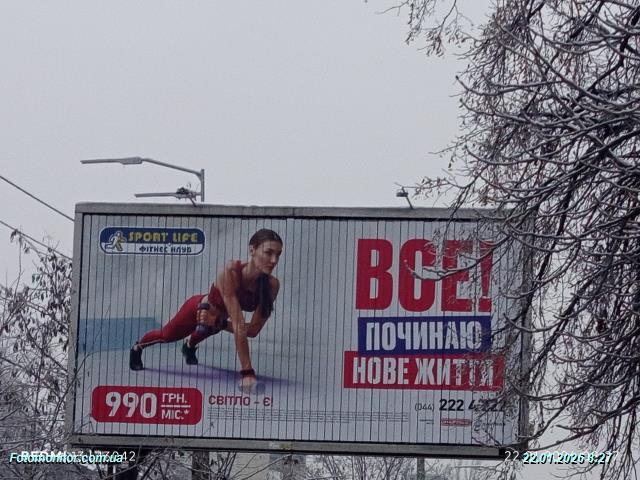 SPORT LIFE
ФІТНЕС КЛУБ
ВСЕ!
ПОЧИНАЮ
НОВЕ ЖИТТЯ
990 ГРН.
МІС.*
СВІТЛО – Є!
(044) 222
Fotomonitor.com.ua
22.01.2026 8:27